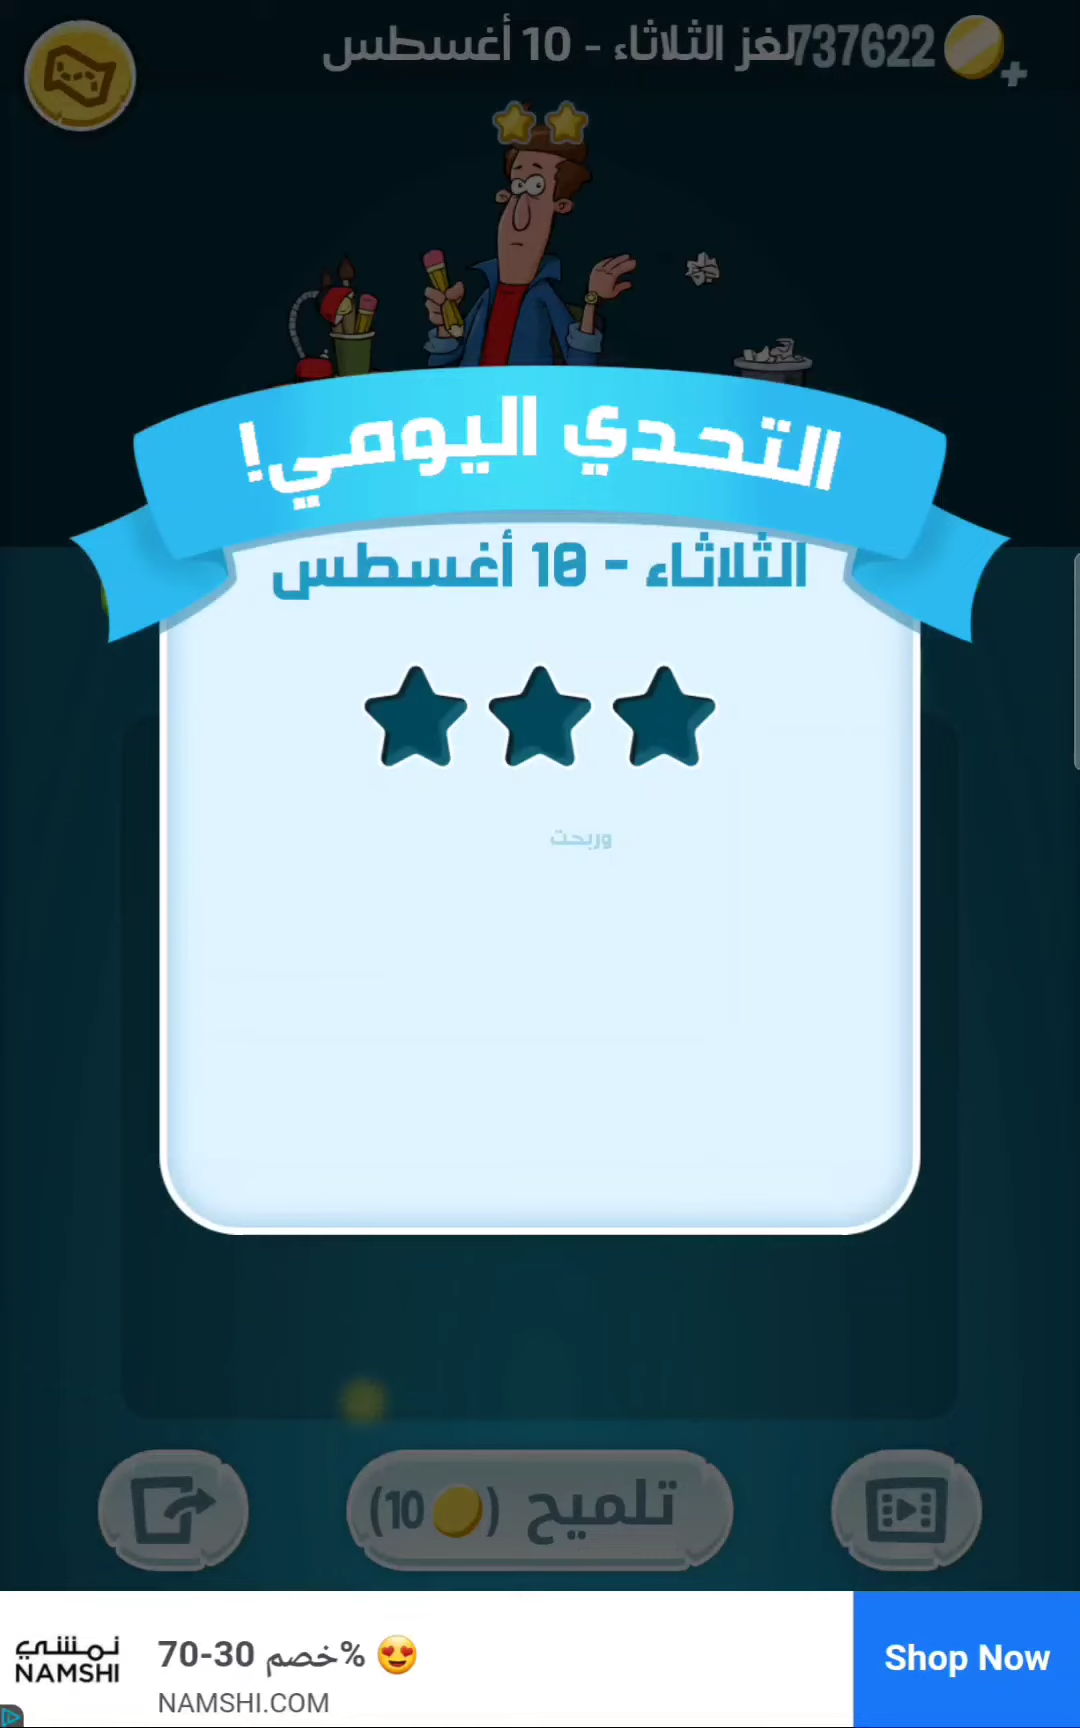 لغز الثلاثاء - 10 أغسطس
737622
التحدي اليومي!
الثلاثاء - 10 أغسطس
وربحت
تلميح (10)
نمشي
NAMSHI
70-30 خصم%😍
NAMSHI.COM
Shop Now